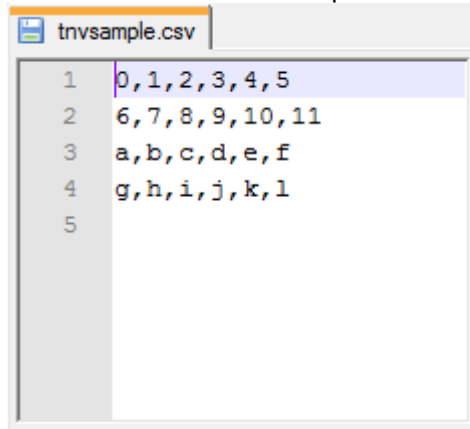 tnvsample.csv
1 0,1,2,3,4,5
2 6,7,8,9,10,11
3 a,b,c,d,e,f
4 g,h,i,j,k,l
5